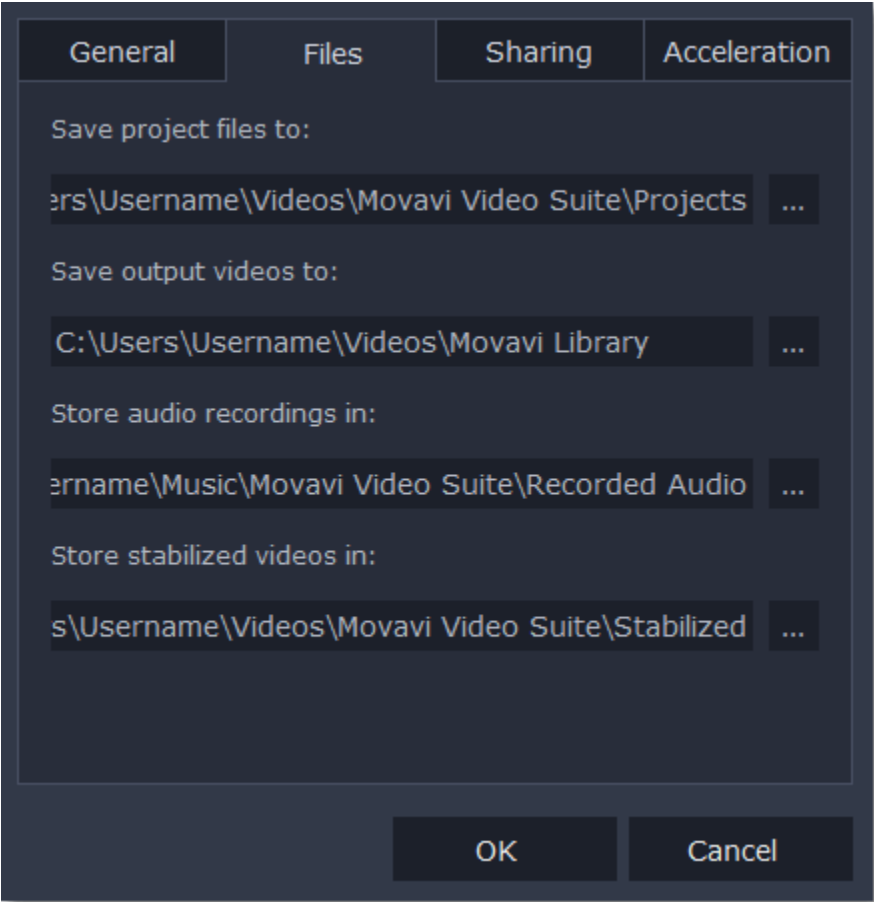 General Files Sharing Acceleration
Save project files to:
ers\Username\Videos\Movavi Video Suite\Projects ...
Save output videos to:
C:\Users\Username\Videos\Movavi Library ...
Store audio recordings in:
ername\Music\Movavi Video Suite\Recorded Audio ...
Store stabilized videos in:
s\Username\Videos\Movavi Video Suite\Stabilized ...
OK Cancel